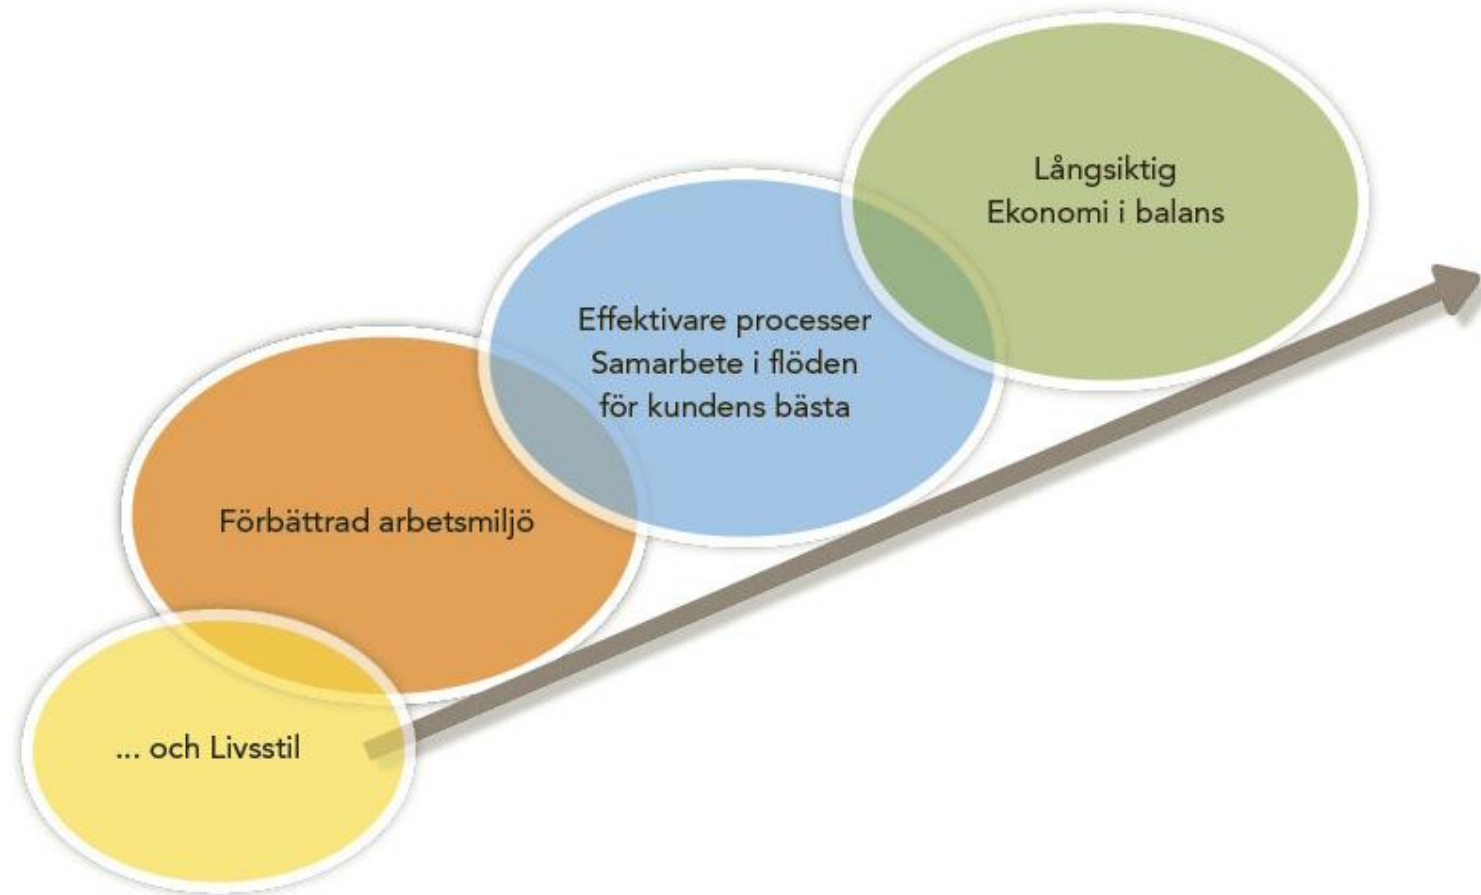 Långsiktig
Ekonomi i balans
Effektivare processer
Samarbete i flöden
för kundens bästa
Förbättrad arbetsmiljö
... och Livsstil